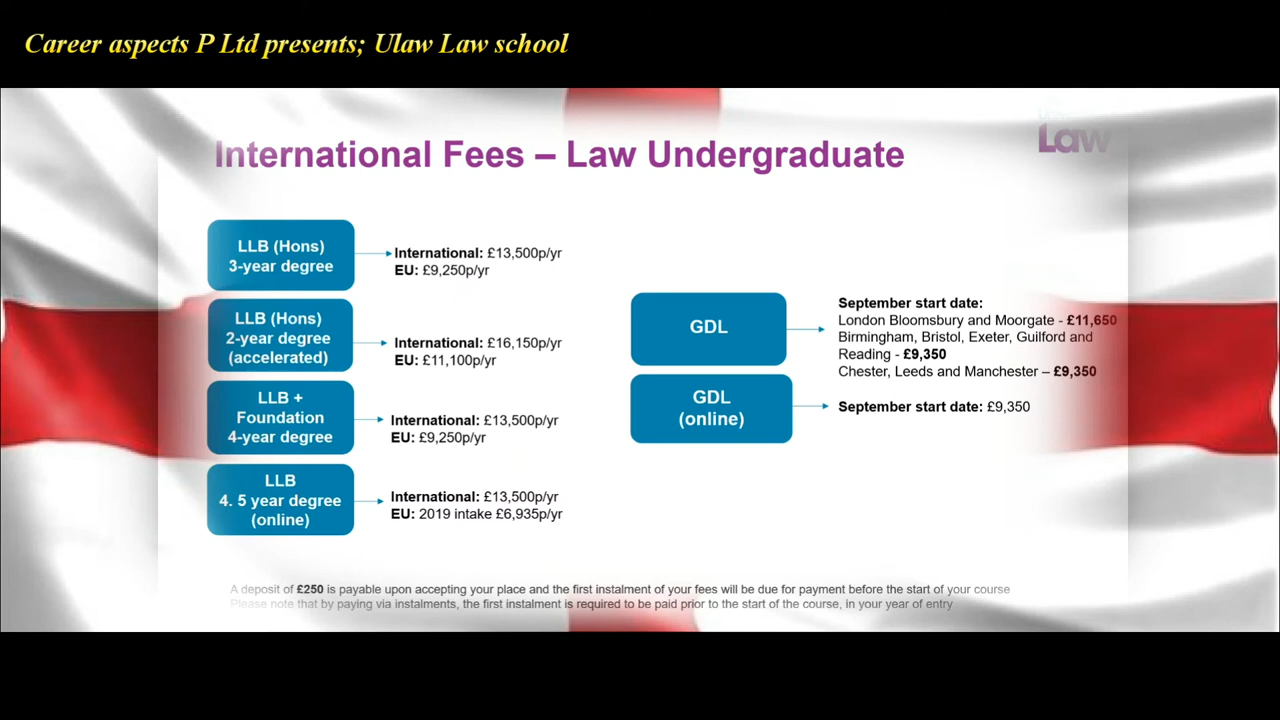 Career aspects P Ltd presents; Ulaw Law school
Law
International Fees – Law Undergraduate
LLB (Hons)
3-year degree
International: £13,500p/yr
EU: £9,250p/yr
LLB (Hons)
2-year degree
(accelerated)
International: £16,150p/yr
EU: £11,100p/yr
LLB +
Foundation
4-year degree
International: £13,500p/yr
EU: £9,250p/yr
LLB
4. 5 year degree
(online)
International: £13,500p/yr
EU: 2019 intake £6,935p/yr
GDL
September start date:
London Bloomsbury and Moorgate - £11,650
Birmingham, Bristol, Exeter, Guilford and
Reading - £9,350
Chester, Leeds and Manchester – £9,350
GDL
(online)
September start date: £9,350
A deposit of £250 is payable upon accepting your place and the first instalment of your fees will be due for payment before the start of your course
Please note that by paying via instalments, the first instalment is required to be paid prior to the start of the course, in your year of entry